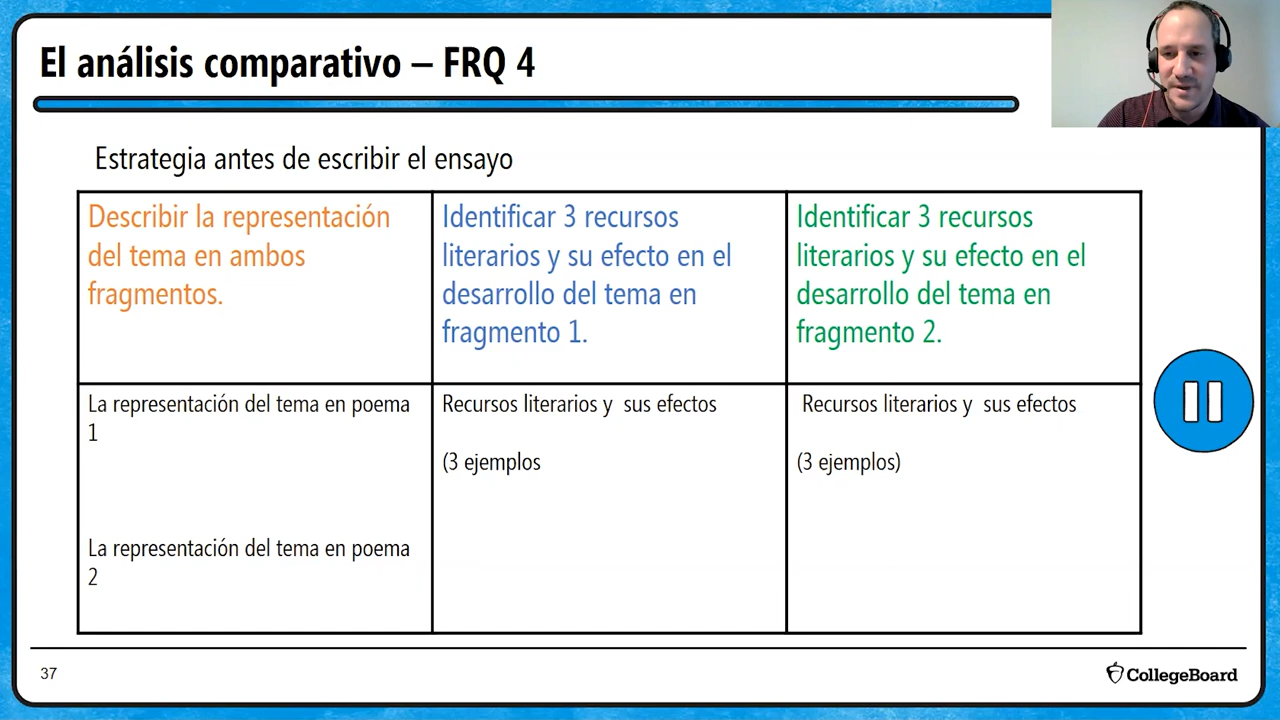 El análisis comparativo – FRQ 4
Estrategia antes de escribir el ensayo
Describir la representación
del tema en ambos
fragmentos.
Identificar 3 recursos
literarios y su efecto en el
desarrollo del tema en
fragmento 1.
Identificar 3 recursos
literarios y su efecto en el
desarrollo del tema en
fragmento 2.
La representación del tema en poema
1
La representación del tema en poema
2
Recursos literarios y sus efectos
(3 ejemplos
Recursos literarios y sus efectos
(3 ejemplos)
37
CollegeBoard